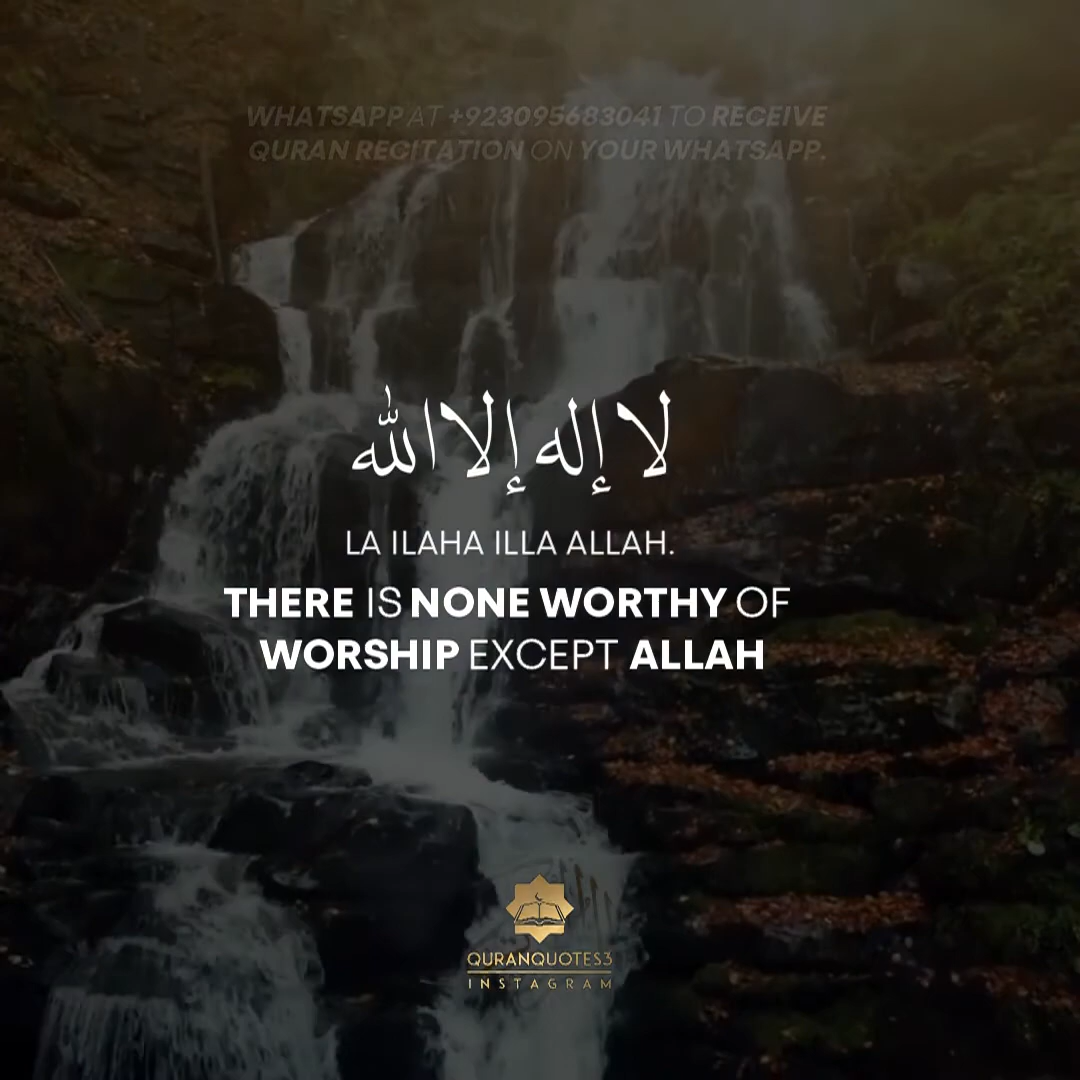 WHATSAPP AT +923095683041 TO RECEIVE
QURAN RECITATION ON YOUR WHATSAPP.
لا إله إلا الله
LA ILAHA ILLA ALLAH.
THERE IS NONE WORTHY OF
WORSHIP EXCEPT ALLAH
QURANQUOTES3
INSTAGRAM